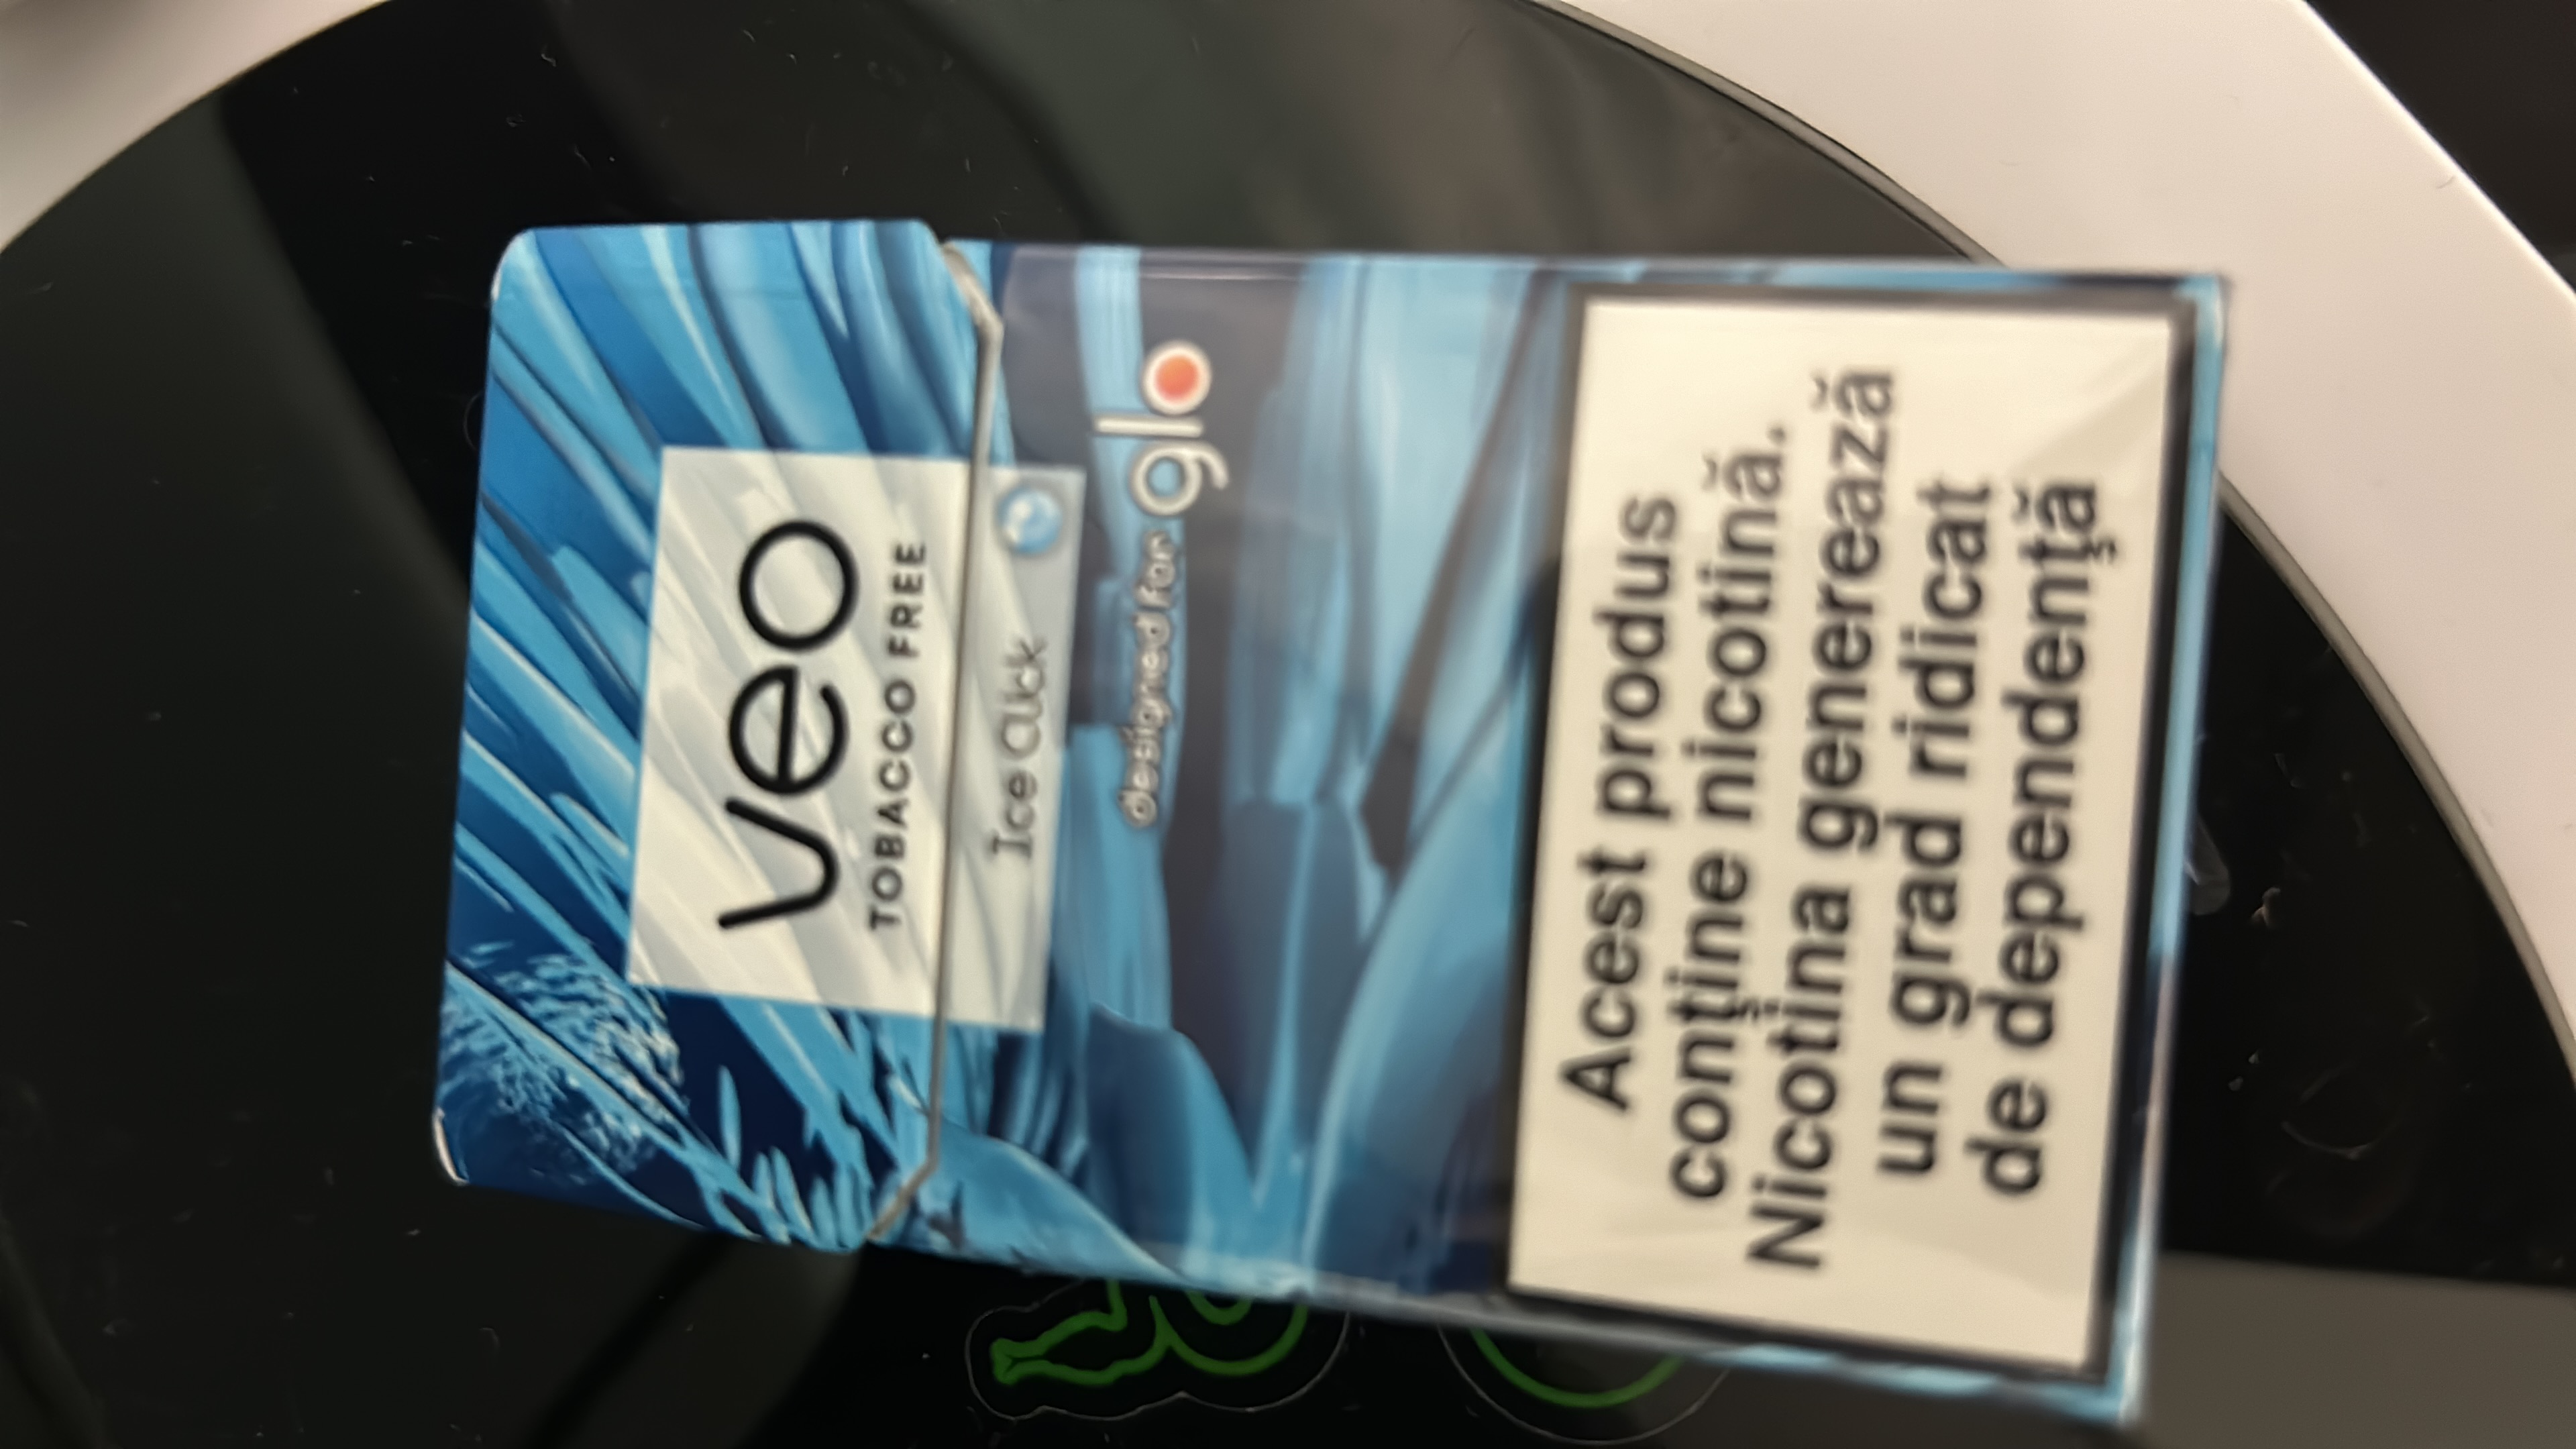 veo
TOBACCO FREE
Ice Click
designed for glo
Acest produs
conţine nicotină.
Nicotina generează
un grad ridicat
de dependenţă